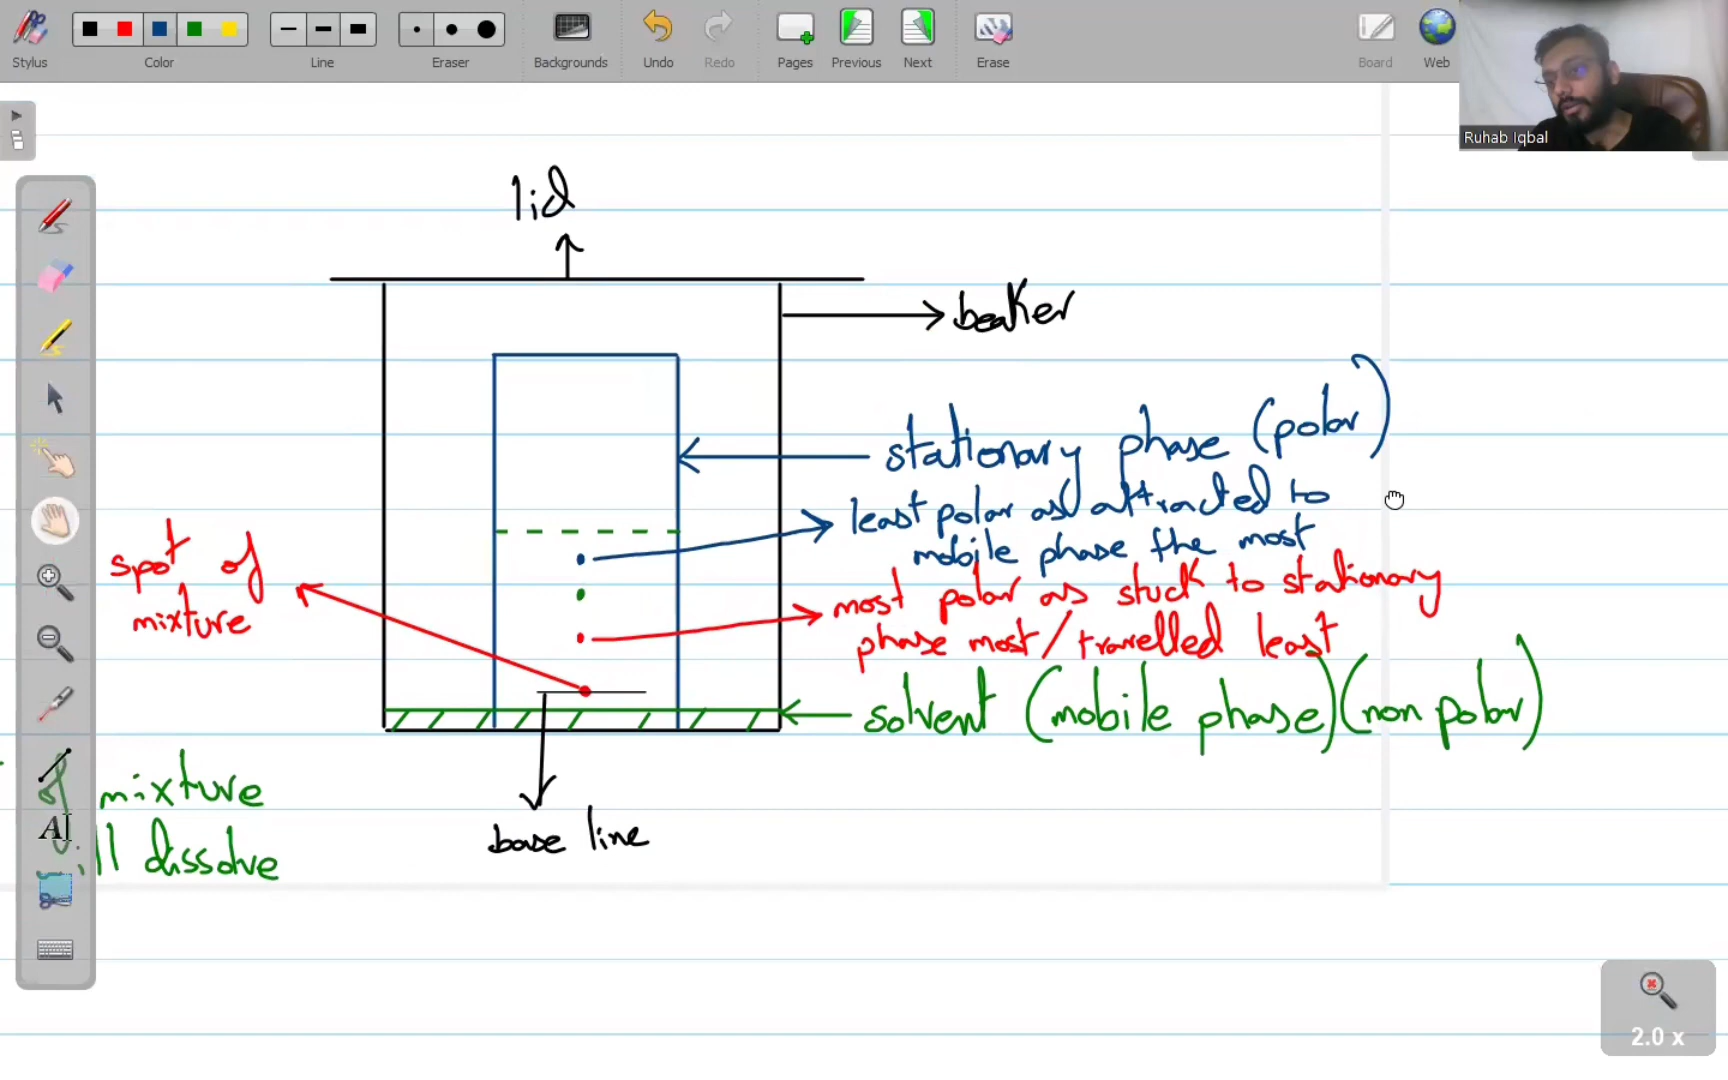 Stylus
Color
Line
Eraser
Backgrounds
Undo
Redo
Pages
Previous
Next
Erase
Board
Web
Ruhab Iqbal
lid
beaker
stationary phase (polar)
least polar as attracted to
mobile phase the most
spot of
mixture
most polar as stuck to stationary
phase most/travelled least
solvent (mobile phase)(non polar)
mixture
dissolve
base line
2.0 x